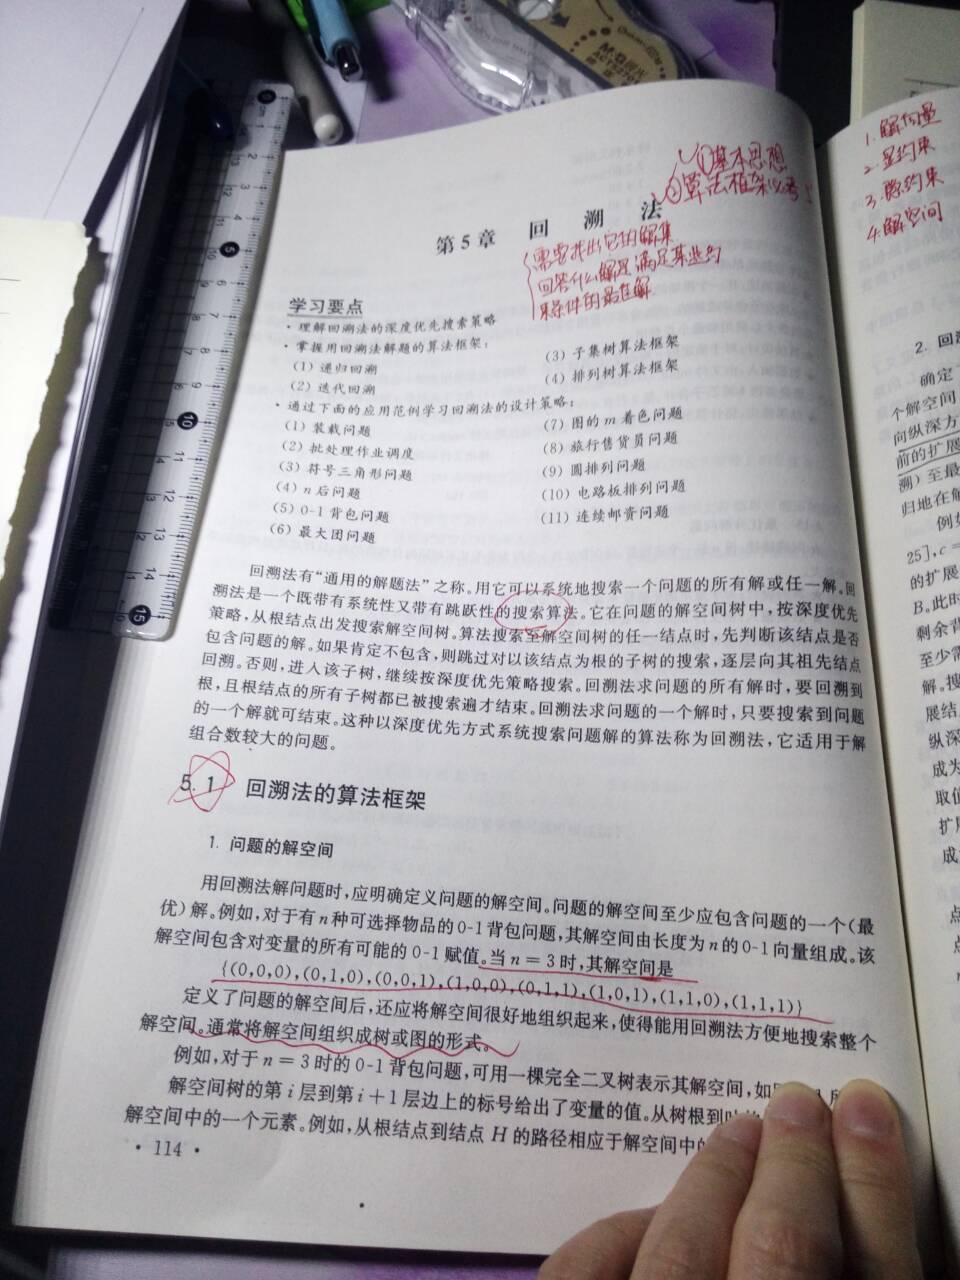 ①基本思想
②算法框架必考！
第5章 回溯法
需要找出它的解集
回答什么解是满足某些约
束条件的最佳解
学习要点
· 理解回溯法的深度优先搜索策略
· 掌握用回溯法解题的算法框架：
(1) 递归回溯
(2) 迭代回溯
(3) 子集树算法框架
(4) 排列树算法框架
· 通过下面的应用范例学习回溯法的设计策略：
(1) 装载问题
(2) 批处理作业调度
(3) 符号三角形问题
(4) n后问题
(5) 0-1背包问题
(6) 最大团问题
(7) 图的m着色问题
(8) 旅行售货员问题
(9) 圆排列问题
(10) 电路板排列问题
(11) 连续邮资问题
回溯法有“通用的解题法”之称。用它可以系统地搜索一个问题的所有解或任一解。回
溯法是一个既带有系统性又带有跳跃性的搜索算法。它在问题的解空间树中，按深度优先
策略，从根结点出发搜索解空间树。算法搜索至解空间树的任一结点时，先判断该结点是否
包含问题的解。如果肯定不包含，则跳过对以该结点为根的子树的搜索，逐层向其祖先结点
回溯。否则，进入该子树，继续按深度优先策略搜索。回溯法求问题的所有解时，要回溯到
根，且根结点的所有子树都已被搜索遍才结束。回溯法求问题的一个解时，只要搜索到问题
的一个解就可结束。这种以深度优先方式系统搜索问题解的算法称为回溯法，它适用于解
组合数较大的问题。
5.1 回溯法的算法框架
1. 问题的解空间
用回溯法解问题时，应明确定义问题的解空间。问题的解空间至少应包含问题的一个（最
优）解。例如，对于有n种可选择物品的0-1背包问题，其解空间由长度为n的0-1向量组成。该
解空间包含对变量的所有可能的0-1赋值。当n=3时，其解空间是
{(0,0,0),(0,1,0),(0,0,1),(1,0,0),(0,1,1),(1,0,1),(1,1,0),(1,1,1)}
定义了问题的解空间后，还应将解空间很好地组织起来，使得能用回溯法方便地搜索整个
解空间。通常将解空间组织成树或图的形式。
例如，对于n=3时的0-1背包问题，可用一棵完全二叉树表示其解空间，如
解空间树的第i层到第i+1层边上的标号给出了变量的值。从树根到
解空间中的一个元素。例如，从根结点到结点H的路径相应于解空间中的
· 114 ·
1. 解向量
2. 显约束
3. 隐约束
4. 解空间
2. 回
确定
个解空间
向纵深方
前的扩展
溯）至最
归地在解
例如
25],c=
的扩展
B。此时
剩余背
至少需
解。搜
展结
纵深
成为
取值
扩展
成
点
点